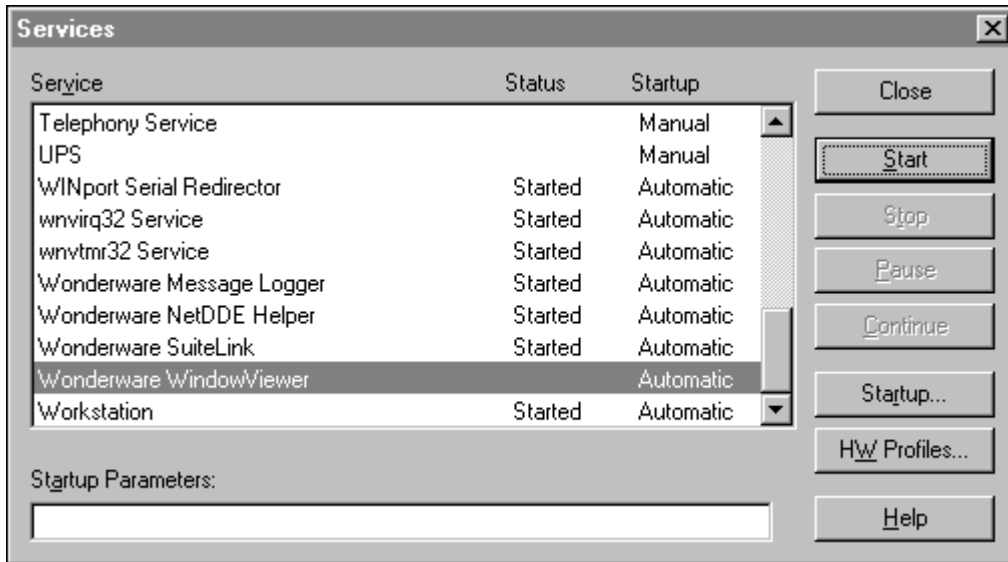 Services
Service Status Startup
Telephony Service Manual
UPS Manual
WINport Serial Redirector Started Automatic
wnvirq32 Service Started Automatic
wnvtmr32 Service Started Automatic
Wonderware Message Logger Started Automatic
Wonderware NetDDE Helper Started Automatic
Wonderware SuiteLink Started Automatic
Wonderware WindowViewer Automatic
Workstation Started Automatic
Startup Parameters:
Close
Start
Stop
Pause
Continue
Startup...
HW Profiles...
Help